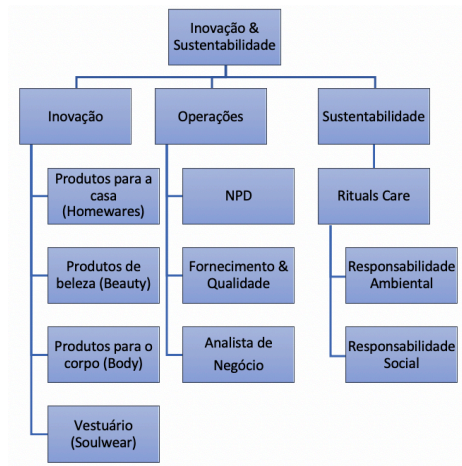 Inovação &
Sustentabilidade
Inovação
Operações
Sustentabilidade
Produtos para a
casa (Homewares)
NPD
Rituals Care
Produtos de
beleza (Beauty)
Fornecimento &
Qualidade
Responsabilidade
Ambiental
Produtos para o
corpo (Body)
Analista de
Negócio
Responsabilidade
Social
Vestuário
(Soulwear)